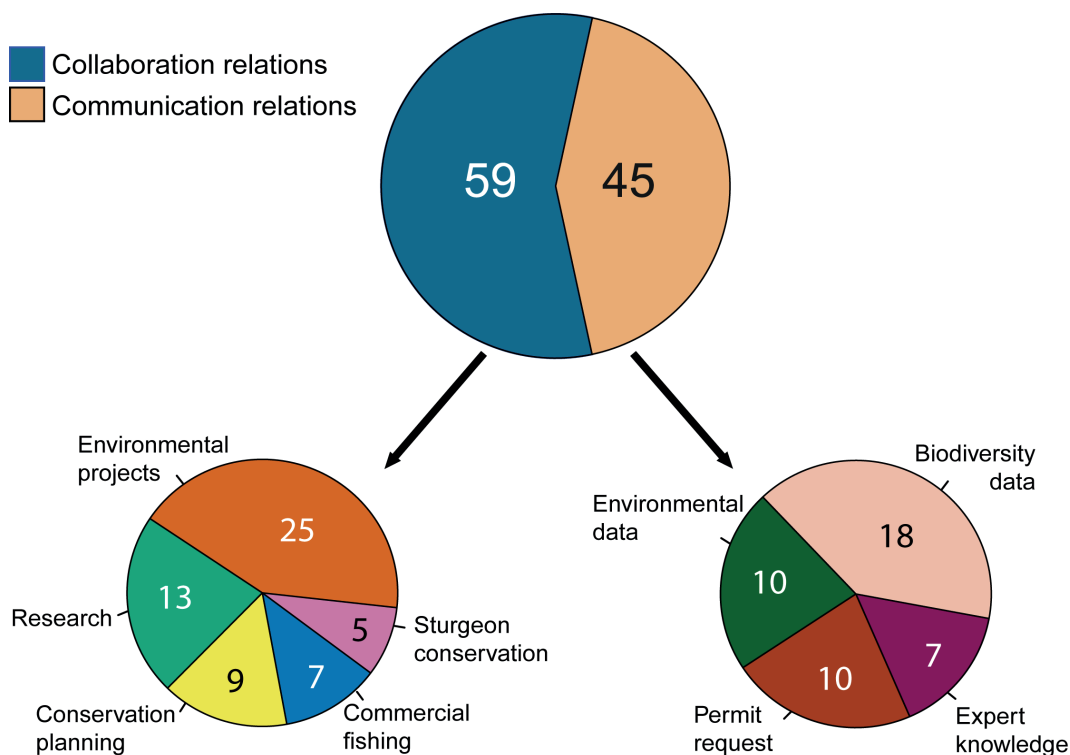 Collaboration relations
Communication relations
59
45
Environmental
projects
25
Research
13
Conservation
planning
9
Commercial
fishing
7
Sturgeon
conservation
5
Biodiversity
data
18
Environmental
data
10
Permit
request
10
Expert
knowledge
7